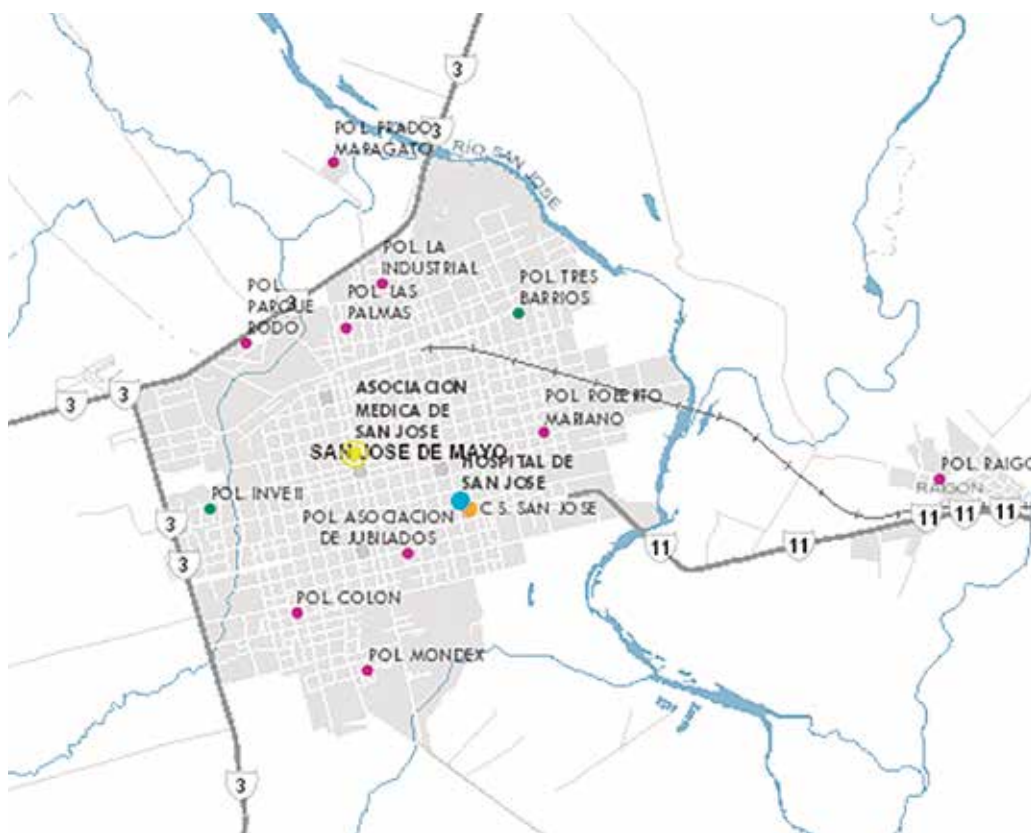 3
3
POL. PRADO
MARAGATO
RÍO SAN JOSE
POL. LA
INDUSTRIAL
POL. TRES
BARRIOS
POL.
PARQUE
RODO
3
POL. LAS
PALMAS
3
3
ASOCIACION
MEDICA DE
SAN JOSE
POL. ROBERTO
MARIANO
SAN JOSE DE MAYO
HOSPITAL DE
SAN JOSE
POL. RAIGO
RAIGON
POL. INVE II
C.S. SAN JOSE
POL. ASOCIACION
DE JUBILADOS
3
11
11
11
11
11
3
POL. COLON
POL. MONDEX
3